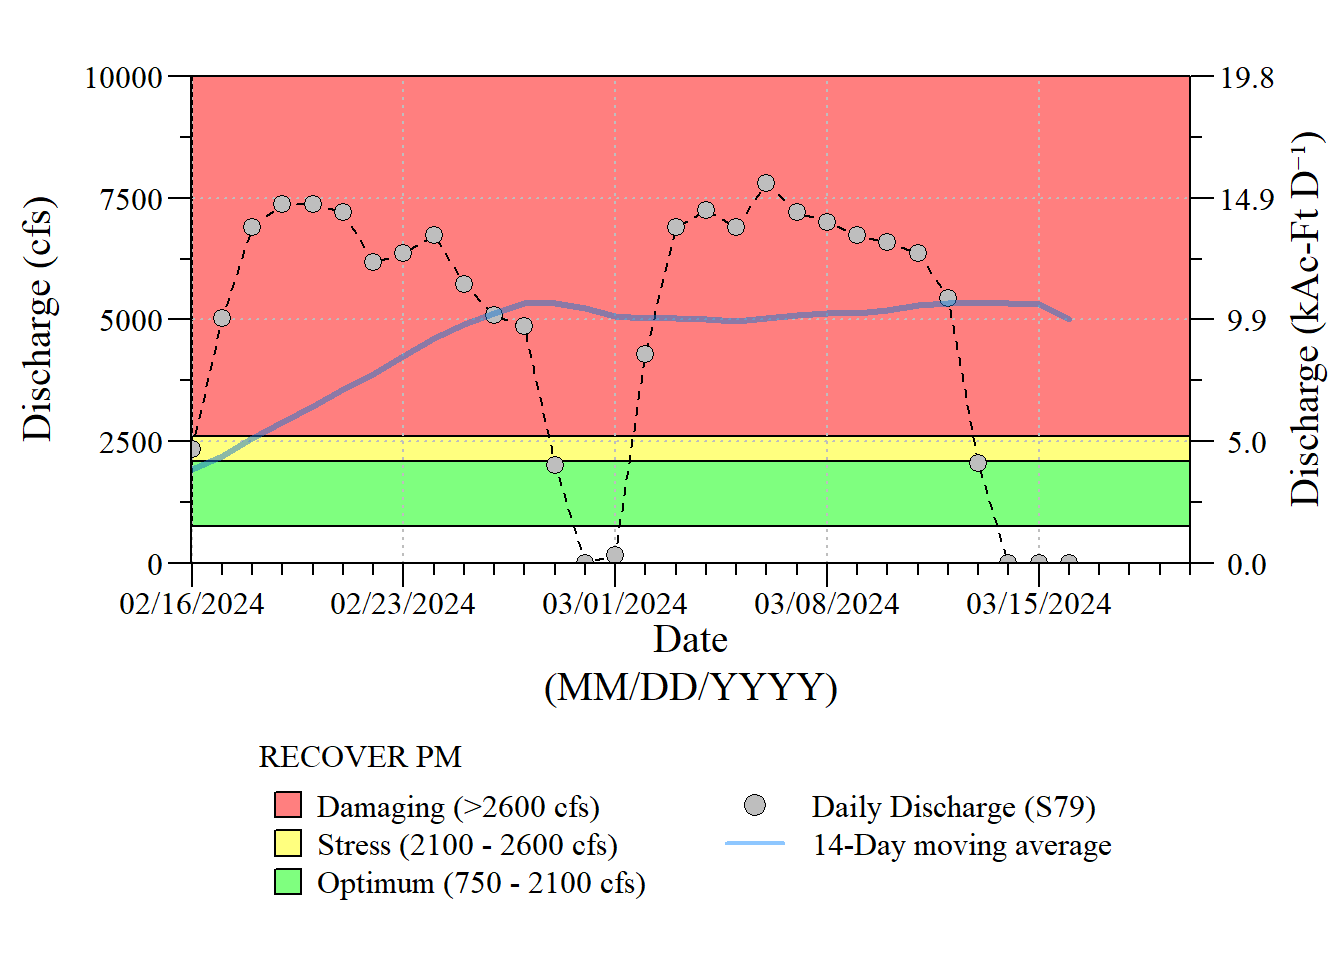 10000
7500
5000
2500
0
Discharge (cfs)
19.8
14.9
9.9
5.0
0.0
Discharge (kAc-Ft D⁻¹)
02/16/2024 02/23/2024 03/01/2024 03/08/2024 03/15/2024
Date
(MM/DD/YYYY)
RECOVER PM
Damaging (>2600 cfs)
Stress (2100 - 2600 cfs)
Optimum (750 - 2100 cfs)
Daily Discharge (S79)
14-Day moving average